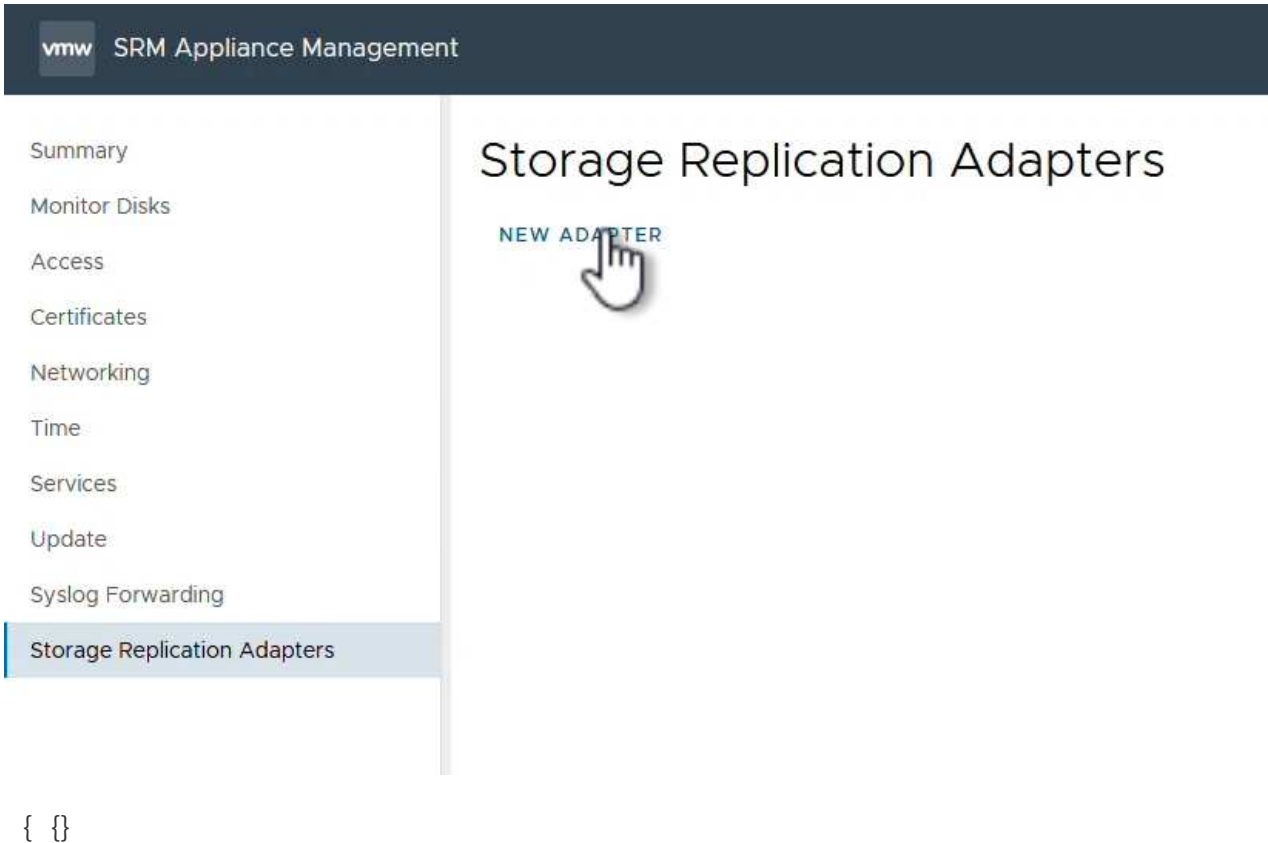 vmw SRM Appliance Management
Summary
Monitor Disks
Access
Certificates
Networking
Time
Services
Update
Syslog Forwarding
Storage Replication Adapters
Storage Replication Adapters
NEW ADAPTER
{ {}